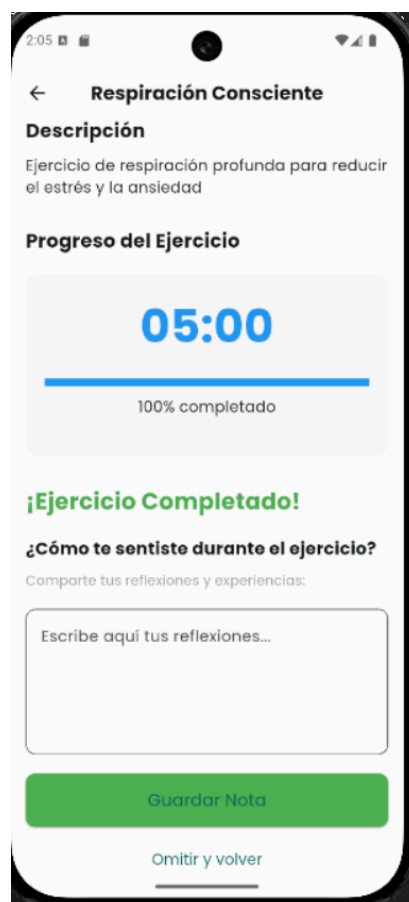 2:05
Respiración Consciente
Descripción
Ejercicio de respiración profunda para reducir
el estrés y la ansiedad
Progreso del Ejercicio
05:00
100% completado
¡Ejercicio Completado!
¿Cómo te sentiste durante el ejercicio?
Comparte tus reflexiones y experiencias:
Escribe aquí tus reflexiones...
Guardar Nota
Omitir y volver